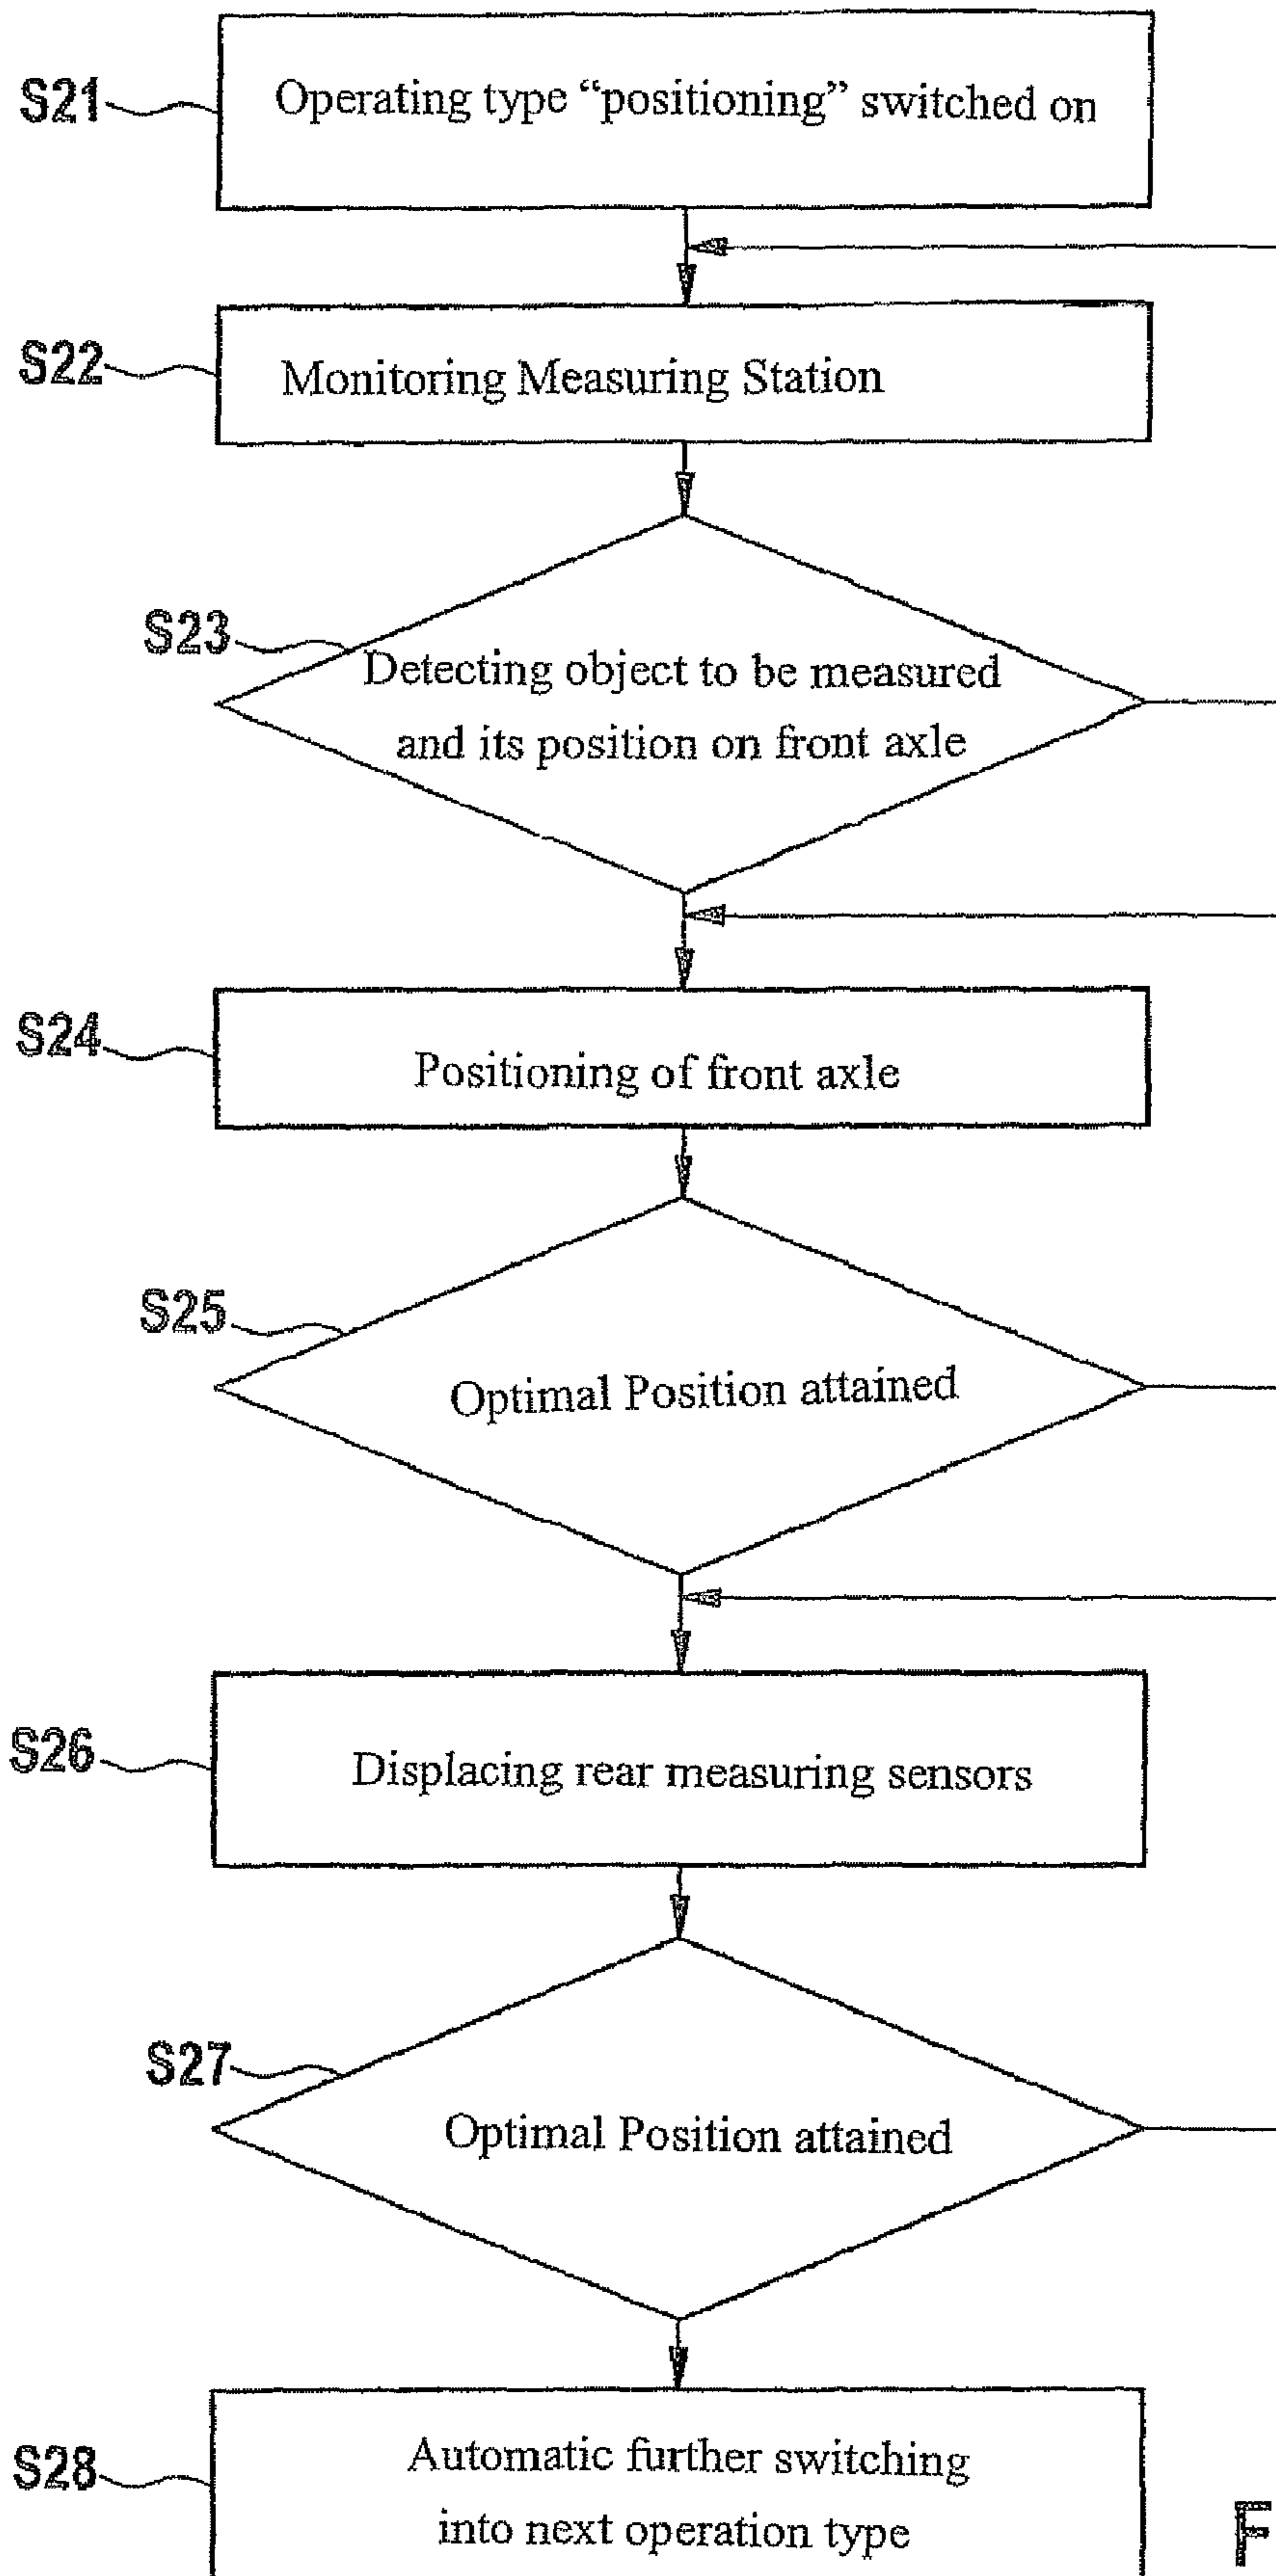 S21
Operating type “positioning” switched on
S22
Monitoring Measuring Station
S23
Detecting object to be measured
and its position on front axle
S24
Positioning of front axle
S25
Optimal Position attained
S26
Displacing rear measuring sensors
S27
Optimal Position attained
S28
Automatic further switching
into next operation type
F